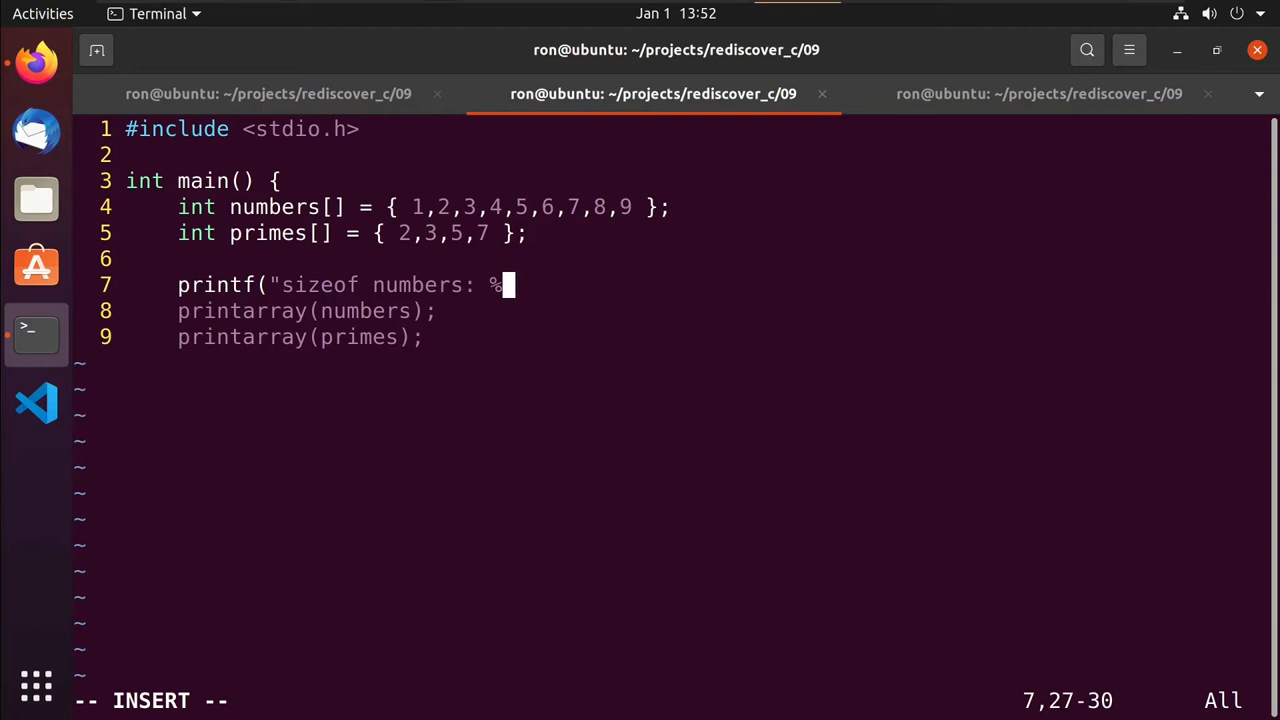 Activities
Terminal
Jan 1 13:52
ron@ubuntu: ~/projects/rediscover_c/09
ron@ubuntu: ~/projects/rediscover_c/09
ron@ubuntu: ~/projects/rediscover_c/09
ron@ubuntu: ~/projects/rediscover_c/09
1 #include <stdio.h>
2
3 int main() {
4     int numbers[] = { 1,2,3,4,5,6,7,8,9 };
5     int primes[] = { 2,3,5,7 };
6
7     printf("sizeof numbers: %
8     printarray(numbers);
9     printarray(primes);
~
~
~
~
~
~
~
~
~
~
~
~
~
-- INSERT --
7,27-30
All